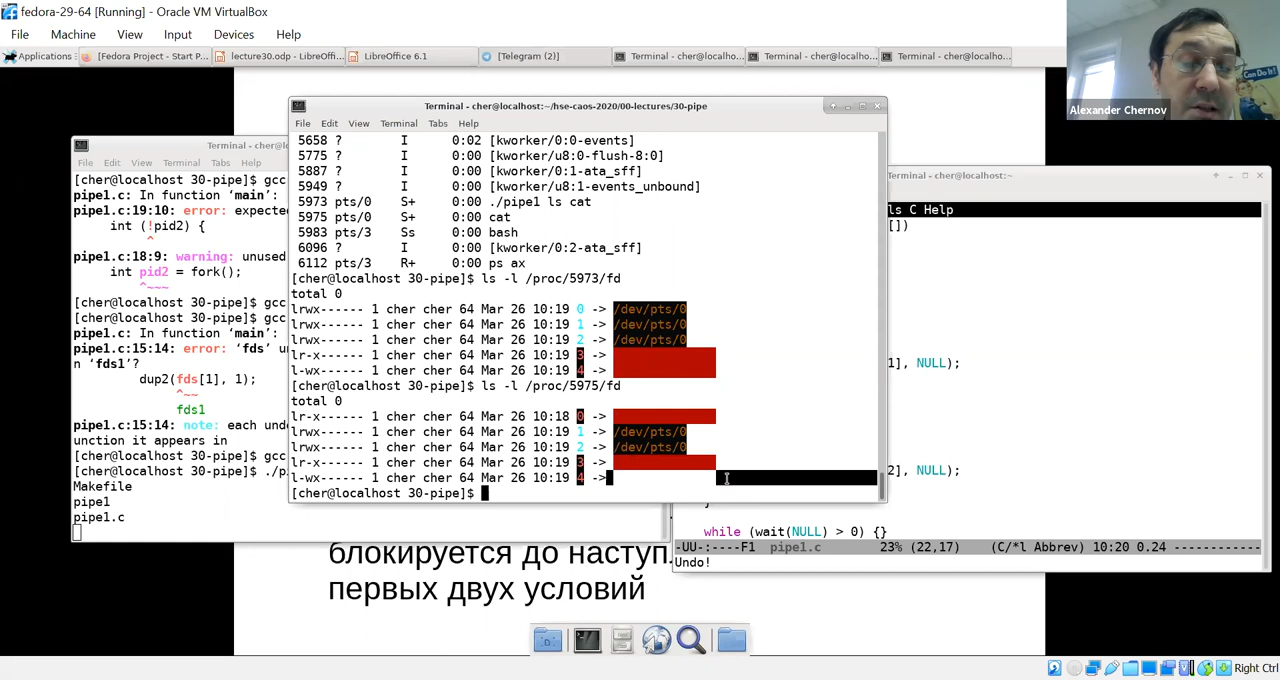 fedora-29-64 [Running] - Oracle VM VirtualBox
File Machine View Input Devices Help
Applications [Fedora Project - Start P... lecture30.odp - LibreOffi... LibreOffice 6.1 [Telegram (2)] Terminal - cher@localho... Terminal - cher@localho... Terminal - cher@localho...
Can Do It!
Alexander Chernov
Terminal - cher@localhost:~/hse-caos-2020/00-lectures/30-pipe
File Edit View Terminal Tabs Help
5658 ? I 0:02 [kworker/0:0-events]
5775 ? I 0:00 [kworker/u8:0-flush-8:0]
5887 ? I 0:00 [kworker/0:1-ata_sff]
5949 ? I 0:00 [kworker/u8:1-events_unbound]
5973 pts/0 S+ 0:00 ./pipe1 ls cat
5975 pts/0 S+ 0:00 cat
5983 pts/3 Ss 0:00 bash
6096 ? I 0:00 [kworker/0:2-ata_sff]
6112 pts/3 R+ 0:00 ps ax
[cher@localhost 30-pipe]$ ls -l /proc/5973/fd
total 0
lrwx------ 1 cher cher 64 Mar 26 10:19 0 -> /dev/pts/0
lrwx------ 1 cher cher 64 Mar 26 10:19 1 -> /dev/pts/0
lrwx------ 1 cher cher 64 Mar 26 10:19 2 -> /dev/pts/0
lr-x------ 1 cher cher 64 Mar 26 10:19 3 ->
l-wx------ 1 cher cher 64 Mar 26 10:19 4 ->
[cher@localhost 30-pipe]$ ls -l /proc/5975/fd
total 0
lr-x------ 1 cher cher 64 Mar 26 10:18 0 ->
lrwx------ 1 cher cher 64 Mar 26 10:19 1 -> /dev/pts/0
lrwx------ 1 cher cher 64 Mar 26 10:19 2 -> /dev/pts/0
lr-x------ 1 cher cher 64 Mar 26 10:19 3 ->
l-wx------ 1 cher cher 64 Mar 26 10:19 4 ->
[cher@localhost 30-pipe]$
Terminal - cher@localhost:~
File Edit View Terminal Tabs Help
[cher@localhost 30-pipe]$ gcc
pipe1.c: In function ‘main’:
pipe1.c:19:10: error: expected
int (!pid2) {
^
pipe1.c:18:9: warning: unused
int pid2 = fork();
^~~~
[cher@localhost 30-pipe]$ gcc
[cher@localhost 30-pipe]$ gcc
pipe1.c: In function ‘main’:
pipe1.c:15:14: error: ‘fds’ un
n ‘fds1’?
dup2(fds[1], 1);
^~~
fds1
pipe1.c:15:14: note: each und
unction it appears in
[cher@localhost 30-pipe]$ gcc
[cher@localhost 30-pipe]$ ./pi
Makefile
pipe1
pipe1.c
cher@localhost:~
ls C Help
[])
1], NULL);
2], NULL);
}
while (wait(NULL) > 0) {}
-UU-:----F1 pipe1.c 23% (22,17) (C/*l Abbrev) 10:20 0.24 ------------
Undo!
блокируется до наступл
первых двух условий
Right Ctrl